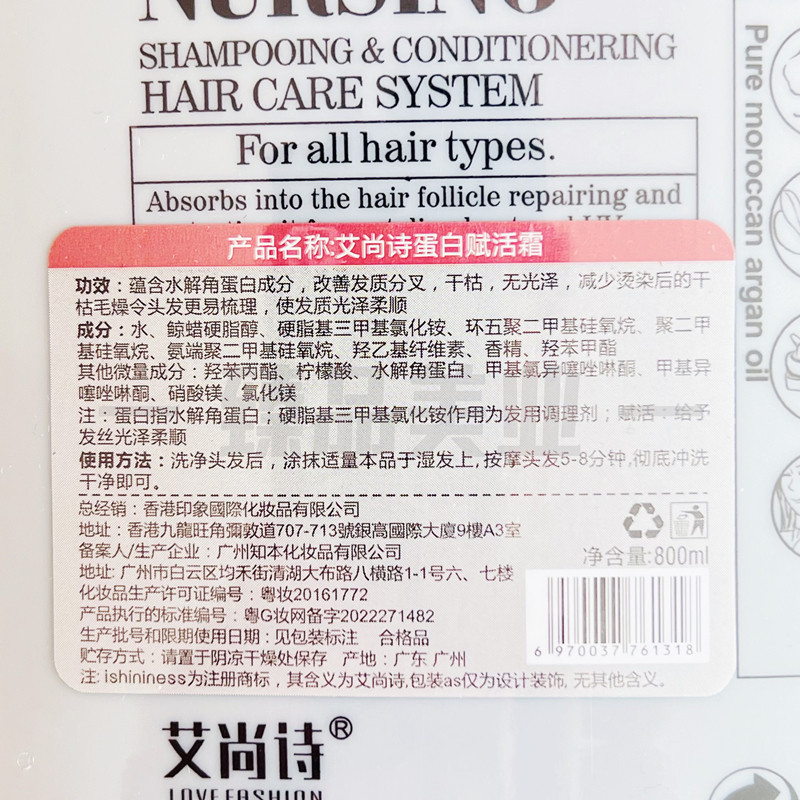 NURSING
SHAMPOOING & CONDITIONERING
HAIR CARE SYSTEM
For all hair types.
Absorbs into the hair follicle repairing and
产品名称:艾尚诗蛋白赋活霜
功效：蕴含水解角蛋白成分，改善发质分叉，干枯，无光泽，减少烫染后的干
枯毛燥令头发更易梳理，使发质光泽柔顺
成分：水、鲸蜡硬脂醇、硬脂基三甲基氯化铵、环五聚二甲基硅氧烷、聚二甲
基硅氧烷、氨端聚二甲基硅氧烷、羟乙基纤维素、香精、羟苯甲酯
其他微量成分：羟苯丙酯、柠檬酸、水解角蛋白、甲基氯异噻唑啉酮、甲基异
噻唑啉酮、硝酸镁、氯化镁
注：蛋白指水解角蛋白；硬脂基三甲基氯化铵作用为发用调理剂；赋活：给予
发丝光泽柔顺
使用方法：洗净头发后，涂抹适量本品于湿发上,按摩头发5-8分钟,彻底冲洗
干净即可。
总经销：香港印象國際化妝品有限公司
地址：香港九龍旺角彌敦道707-713號銀高國際大廈9樓A3室
备案人/生产企业：广州知本化妆品有限公司
地址: 广州市白云区均禾街清湖大布路八横路1-1号六、七楼
化妆品生产许可证编号：粤妆20161772
产品执行的标准编号：粤G妆网备字2022271482
生产批号和限期使用日期：见包装标注 合格品
贮存方式：请置于阴凉干燥处保存 产地：广东 广州
注: ishininess为注册商标，其含义为艾尚诗,包装as仅为设计装饰, 无其他含义。
净含量:800ml
6 970037 761318
臻品美业
Pure moroccan argan oil
艾尚诗®
LOVE FASHION